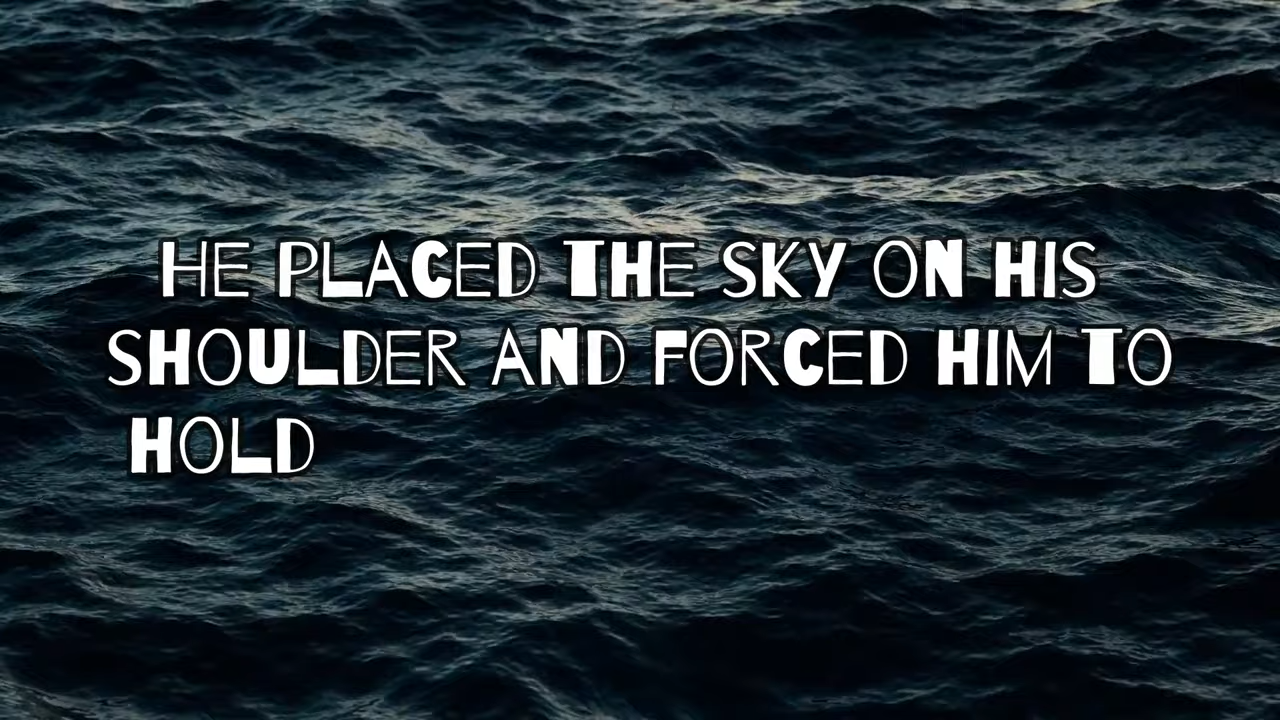 HE PLACED THE SKY ON HIS
SHOULDER AND FORCED HIM TO
HOLD